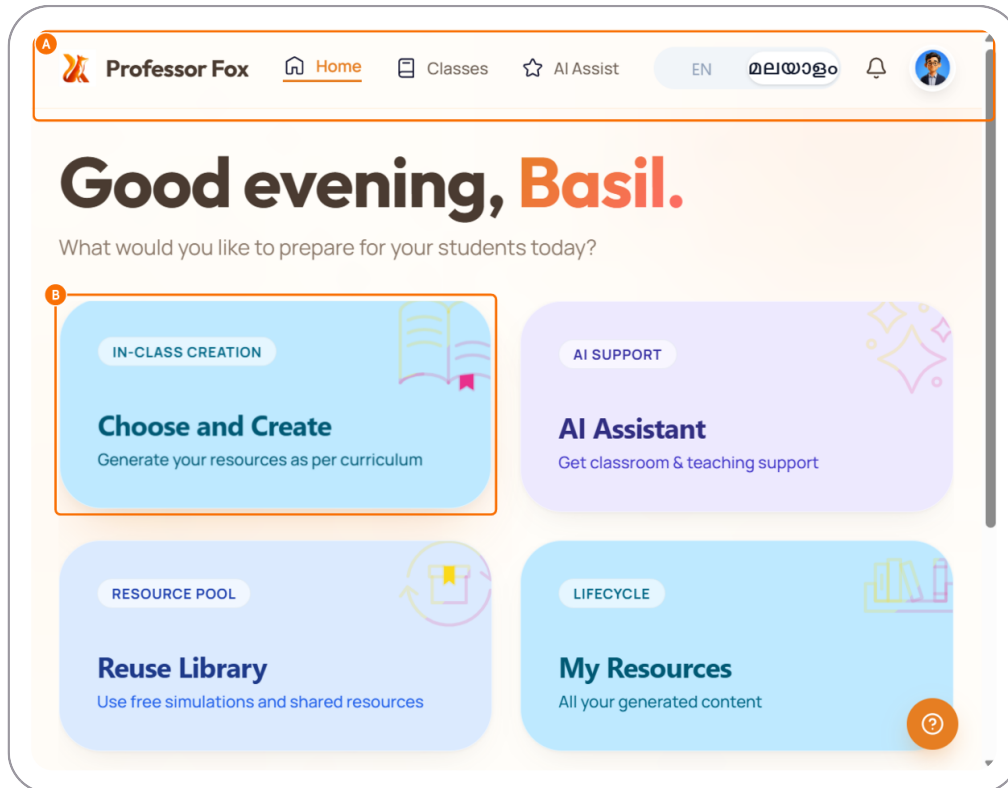 A
Professor Fox
Home
Classes
AI Assist
EN
മലയാളം
Good evening, Basil.
What would you like to prepare for your students today?
B
IN-CLASS CREATION
Choose and Create
Generate your resources as per curriculum
AI SUPPORT
AI Assistant
Get classroom & teaching support
RESOURCE POOL
Reuse Library
Use free simulations and shared resources
LIFECYCLE
My Resources
All your generated content
?